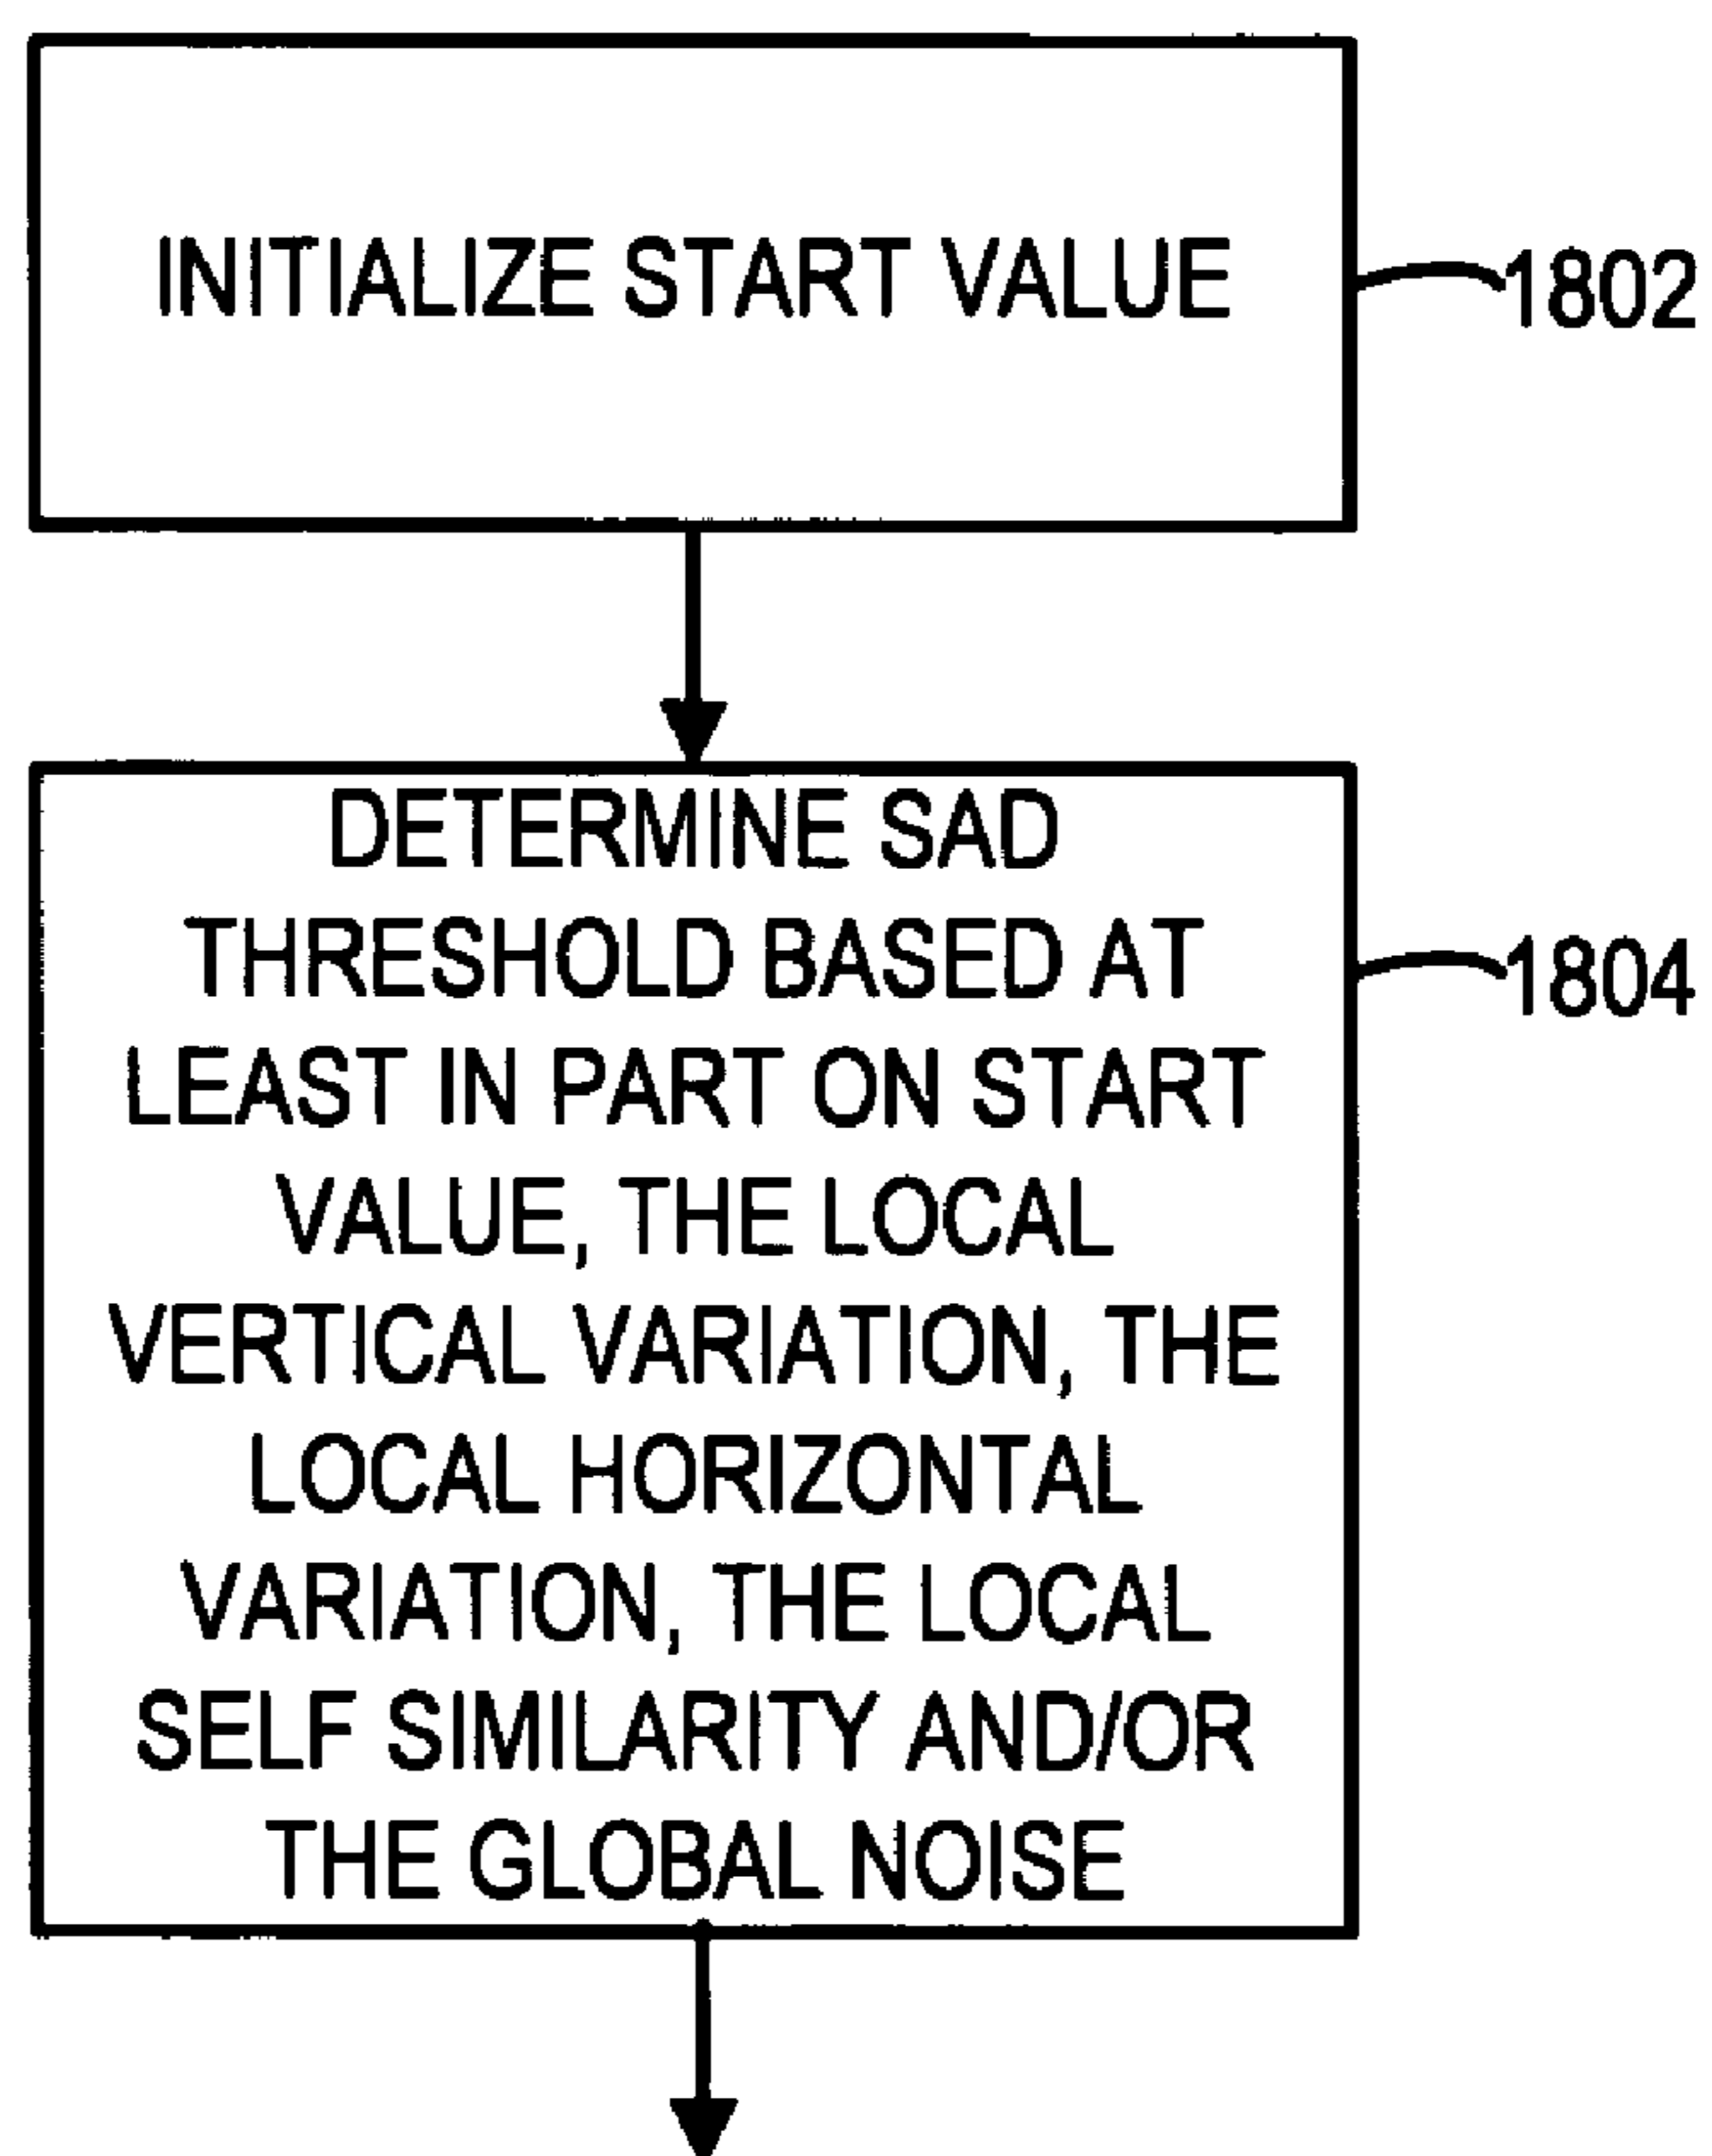 INITIALIZE START VALUE
1802
DETERMINE SAD
THRESHOLD BASED AT
1804
LEAST IN PART ON START
VALUE, THE LOCAL
VERTICAL VARIATION, THE
LOCAL HORIZONTAL
VARIATION, THE LOCAL
SELF SIMILARITY AND/OR
THE GLOBAL NOISE